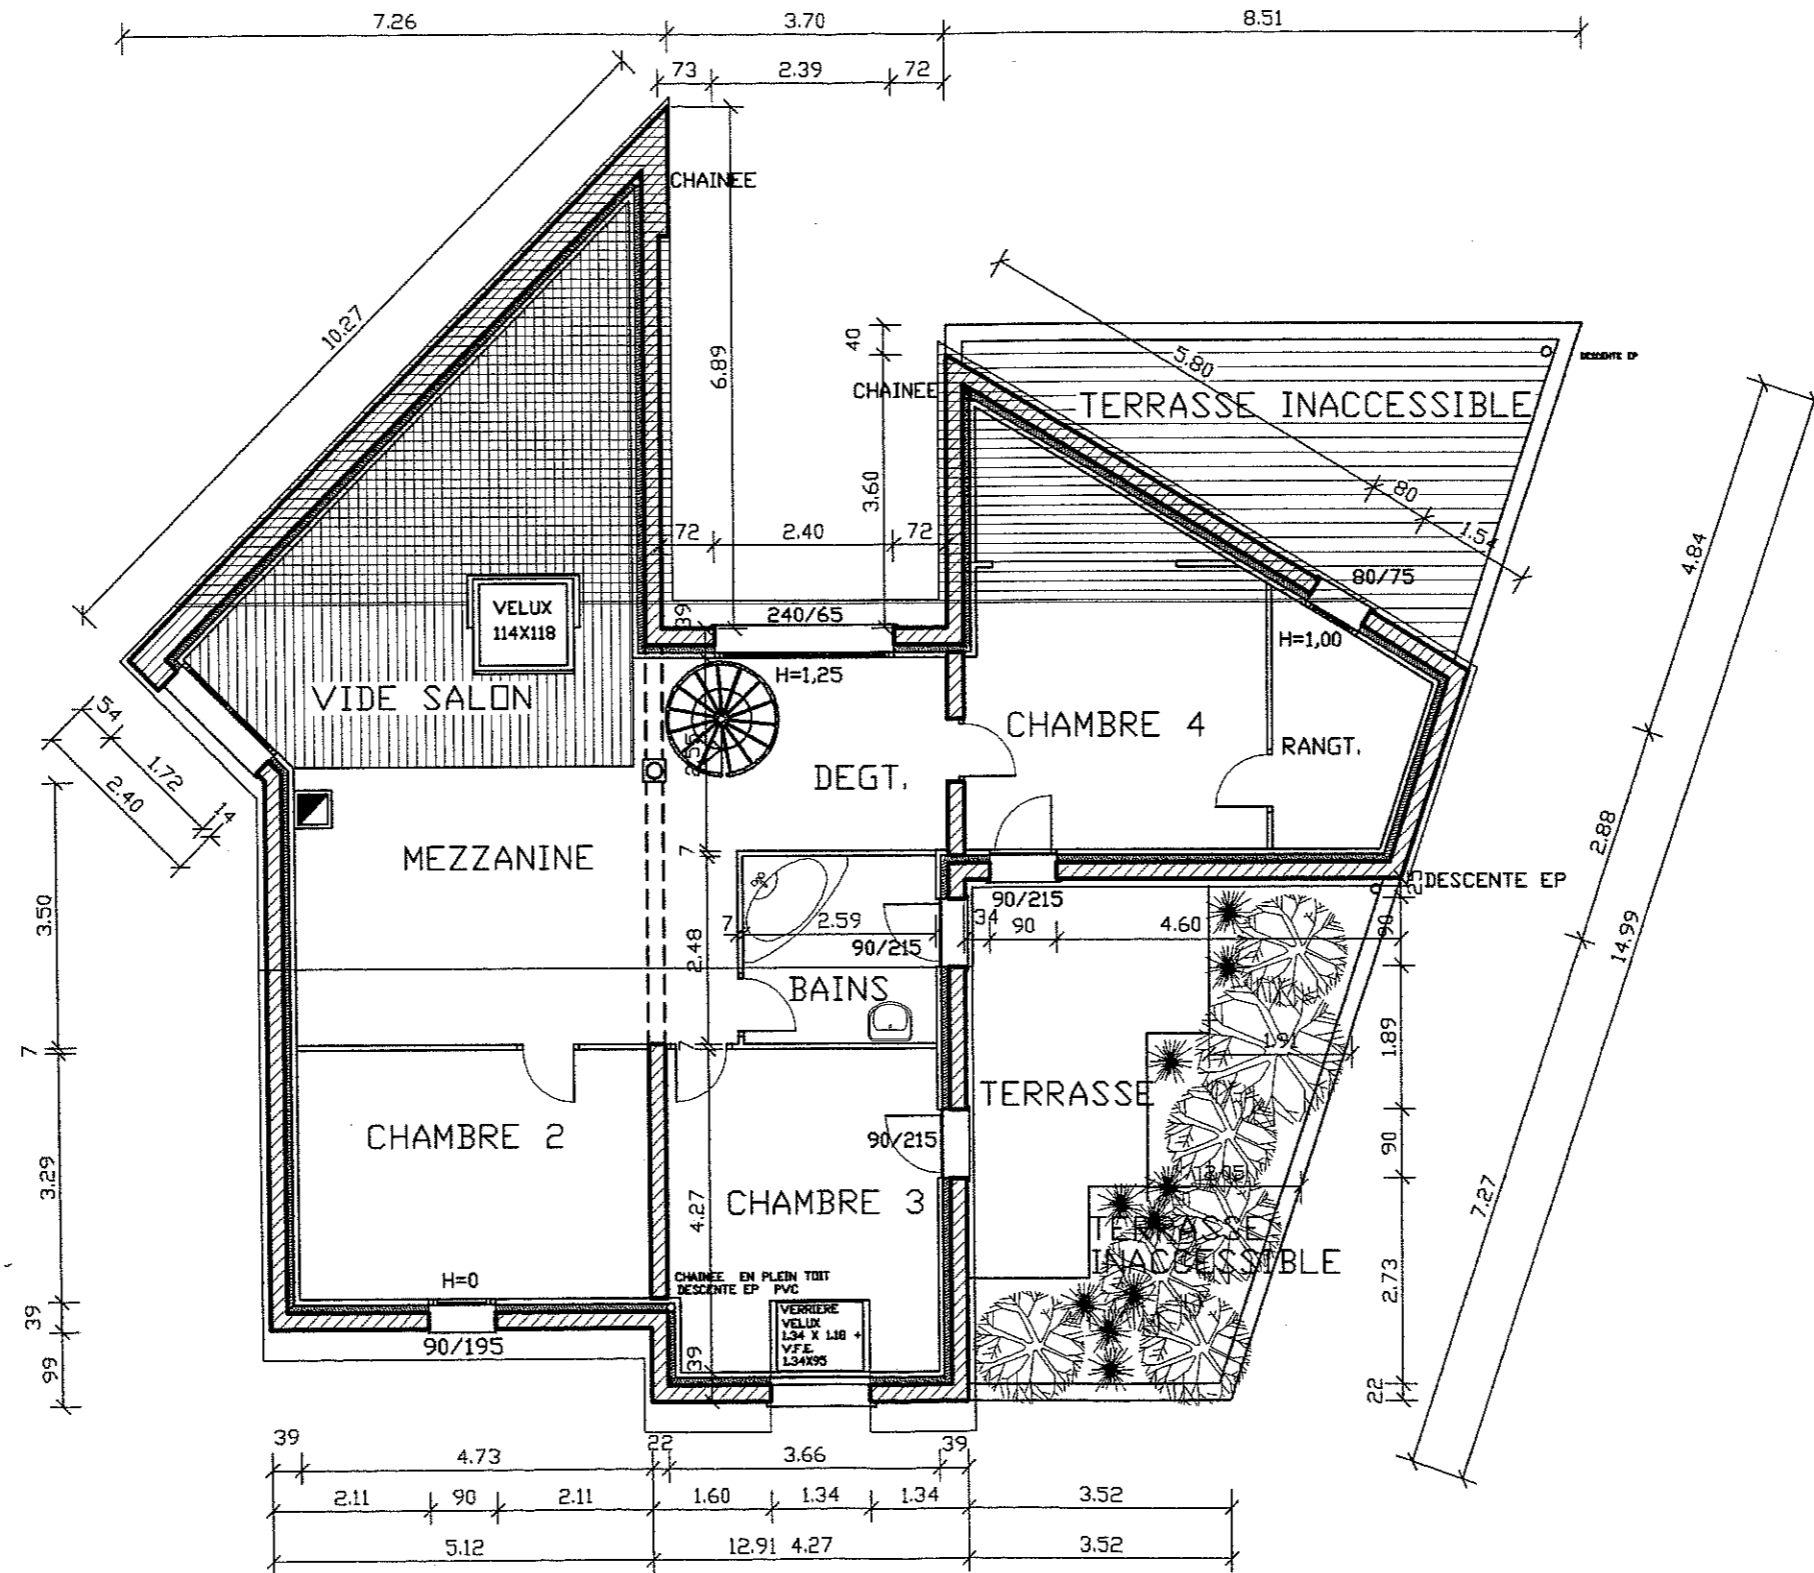 7.26 3.70 8.51
73 2.39 72
CHAINEE
10.27
6.89
40
5.80
DESCENTE EP
CHAINEE
TERRASSE INACCESSIBLE
3.60
80
1.54
72 2.40 72
4.84
VELUX
114X118
39
240/65
80/75
H=1,25
H=1,00
VIDE SALON
CHAMBRE 4
RANGT.
54
1.72
2.40
14
DEGT.
MEZZANINE
7
2.88
14.99
25
DESCENTE EP
3.50
7
2.59
90/215
90/215
34 90 4.60
90
2.48
BAINS
7
7
1.91
1.89
TERRASSE
CHAMBRE 2
90/215
90
3.29
CHAMBRE 3
4.27
7.27
TERRASSE
INACCESSIBLE
H=0
CHAINEE EN PLEIN TOIT
DESCENTE EP PVC
VERRIERE
VELUX
1.34 X 1.18 +
V.F.E.
1.34X95
2.73
39
90/195
39
99
22
39 4.73 22 3.66 39
2.11 90 2.11 1.60 1.34 1.34 3.52
5.12 12.91 4.27 3.52